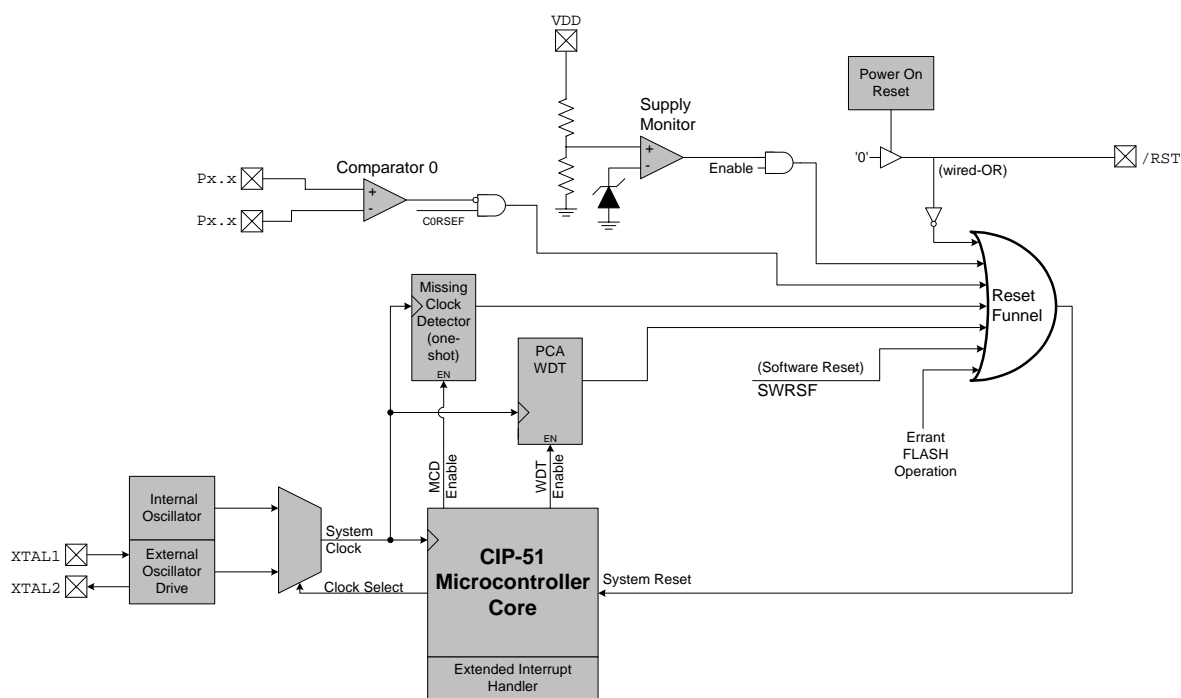 VDD
Power On
Reset
Supply
Monitor
+
-
'0'
/RST
(wired-OR)
Enable
Comparator 0
Px.x
+
Px.x
-
C0RSEF
Missing
Clock
Detector
(one-
shot)
EN
Reset
Funnel
PCA
WDT
EN
(Software Reset)
SWRSF
Errant
FLASH
Operation
MCD
Enable
WDT
Enable
Internal
Oscillator
XTAL1
External
Oscillator
Drive
XTAL2
System
Clock
Clock Select
CIP-51
Microcontroller
Core
System Reset
Extended Interrupt
Handler